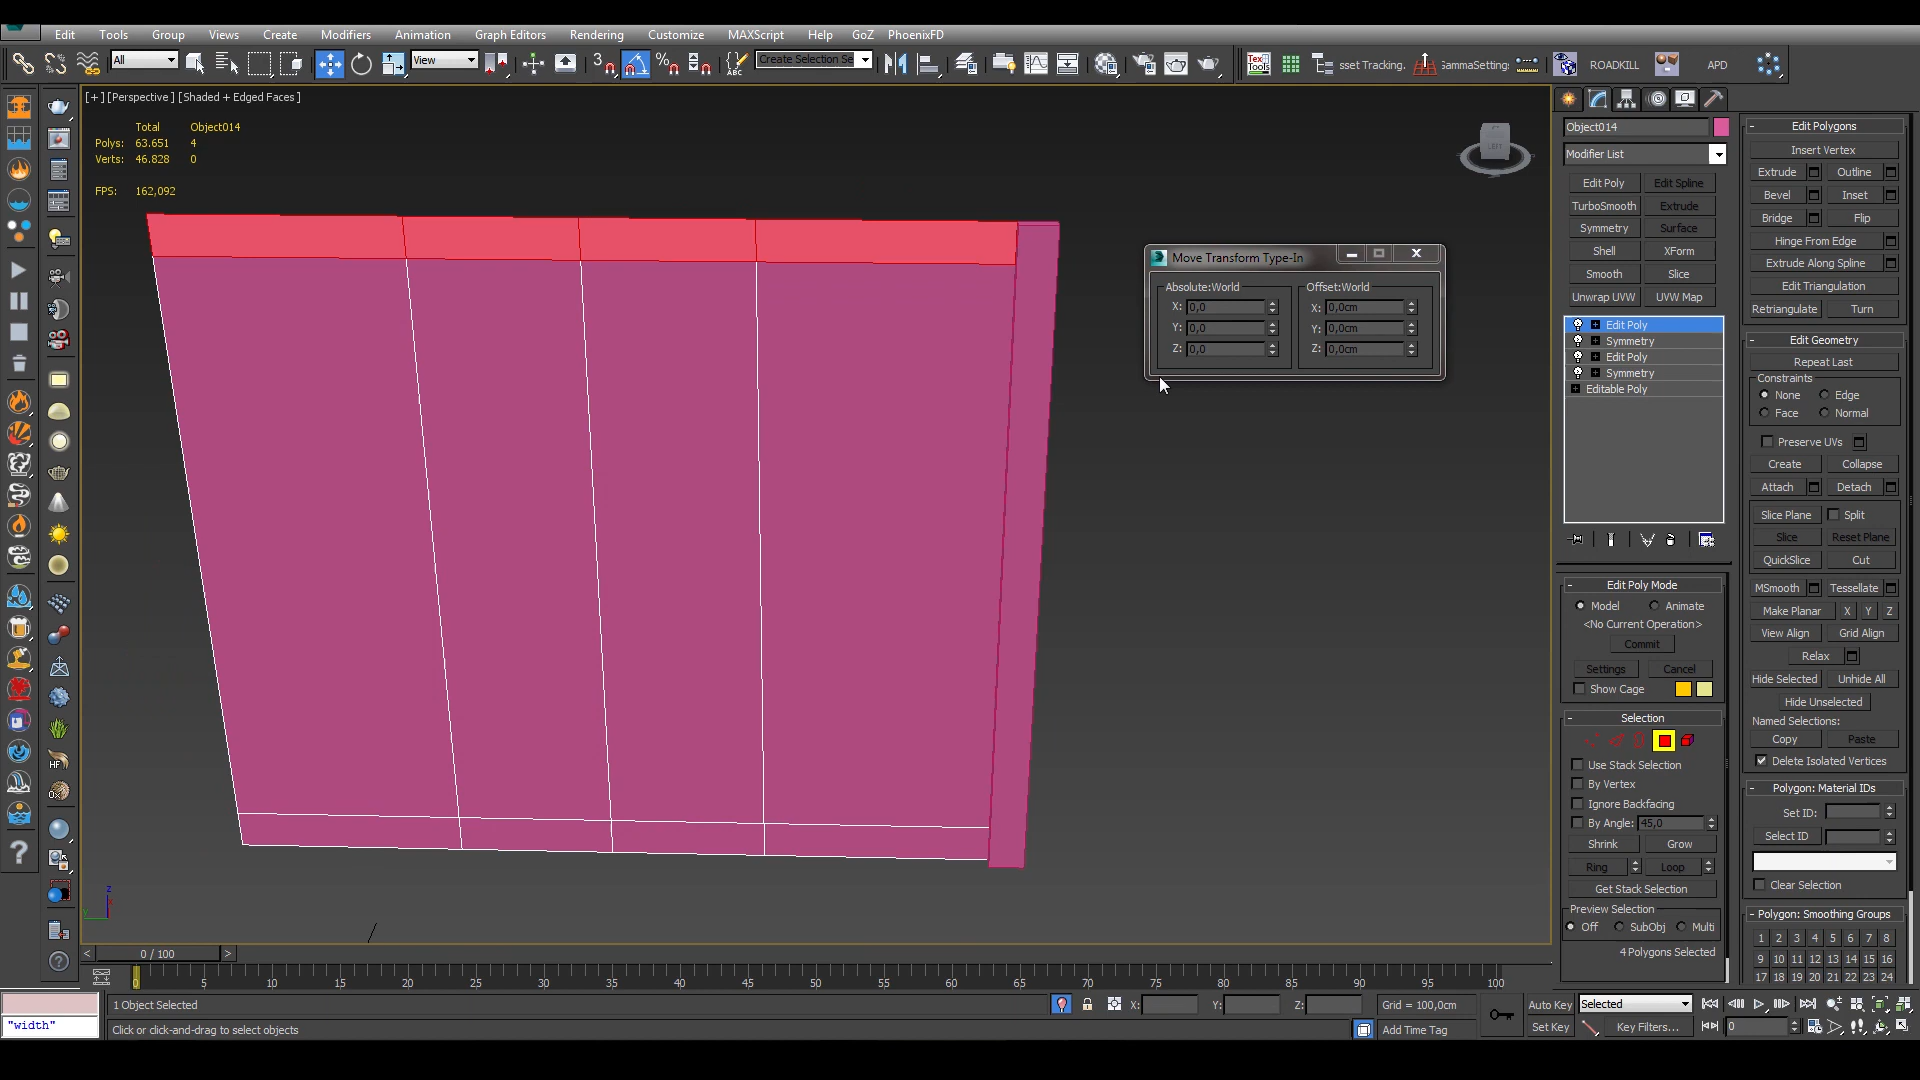 Edit Tools Group Views Create Modifiers Animation Graph Editors Rendering Customize MAXScript Help GoZ PhoenixFD
All View 3 % ABC Create Selection Se Tex Tools sset Tracking. GammaSetting: ROADKILL APD
[+] [Perspective ] [Shaded + Edged Faces ]
Total Object014
Polys: 63.651 4
Verts: 46.828 0
FPS: 162,092
LEFT
Move Transform Type-In
Absolute:World Offset:World
X: 0,0 X: 0,0cm
Y: 0,0 Y: 0,0cm
Z: 0,0 Z: 0,0cm
Object014
Modifier List
Edit Poly Edit Spline
TurboSmooth Extrude
Symmetry Surface
Shell XForm
Smooth Slice
Unwrap UVW UVW Map
Edit Poly
Symmetry
Edit Poly
Symmetry
Editable Poly
- Edit Poly Mode
Model Animate
<No Current Operation>
Commit
Settings Cancel
Show Cage
- Selection
Use Stack Selection
By Vertex
Ignore Backfacing
By Angle: 45,0
Shrink Grow
Ring Loop
Get Stack Selection
Preview Selection
Off SubObj Multi
4 Polygons Selected
- Edit Polygons
Insert Vertex
Extrude Outline
Bevel Inset
Bridge Flip
Hinge From Edge
Extrude Along Spline
Edit Triangulation
Retriangulate Turn
- Edit Geometry
Repeat Last
Constraints
None Edge
Face Normal
Preserve UVs
Create Collapse
Attach Detach
Slice Plane Split
Slice Reset Plane
QuickSlice Cut
MSmooth Tessellate
Make Planar X Y Z
View Align Grid Align
Relax
Hide Selected Unhide All
Hide Unselected
Named Selections:
Copy Paste
Delete Isolated Vertices
- Polygon: Material IDs
Set ID:
Select ID
Clear Selection
- Polygon: Smoothing Groups
1 2 3 4 5 6 7 8
9 10 11 12 13 14 15 16
17 18 19 20 21 22 23 24
HF
z
< 0 / 100 >
0 5 10 15 20 25 30 35 40 45 50 55 60 65 70 75 80 85 90 95 100
1 Object Selected X: Y: Z: Grid = 100,0cm Auto Key Selected
"width" Click or click-and-drag to select objects Add Time Tag Set Key Key Filters... 0